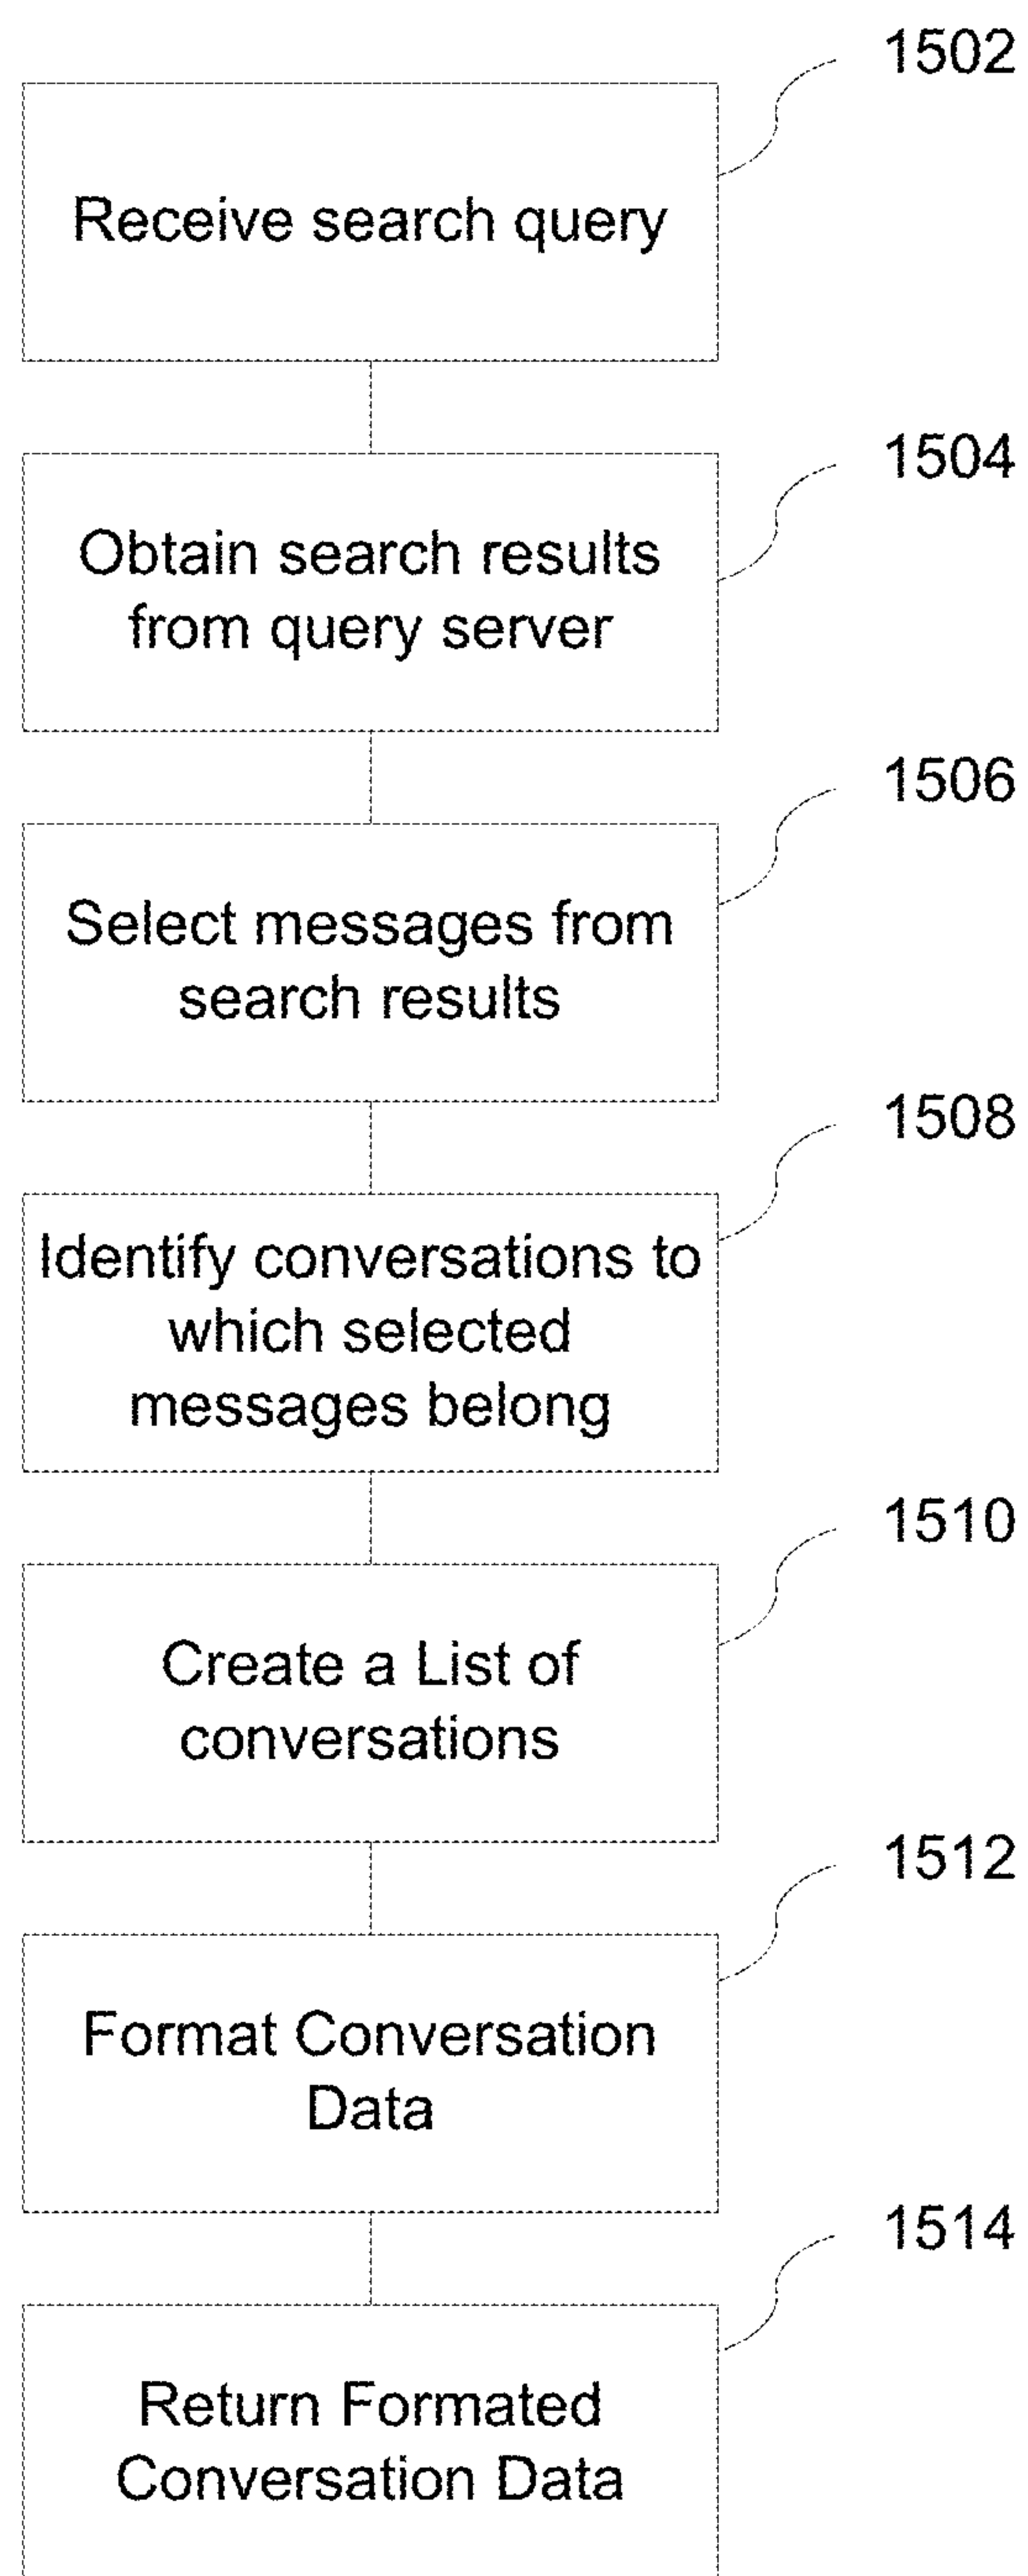 1502
Receive search query
1504
Obtain search results
from query server
1506
Select messages from
search results
1508
Identify conversations to
which selected
messages belong
1510
Create a List of
conversations
1512
Format Conversation
Data
1514
Return Formated
Conversation Data